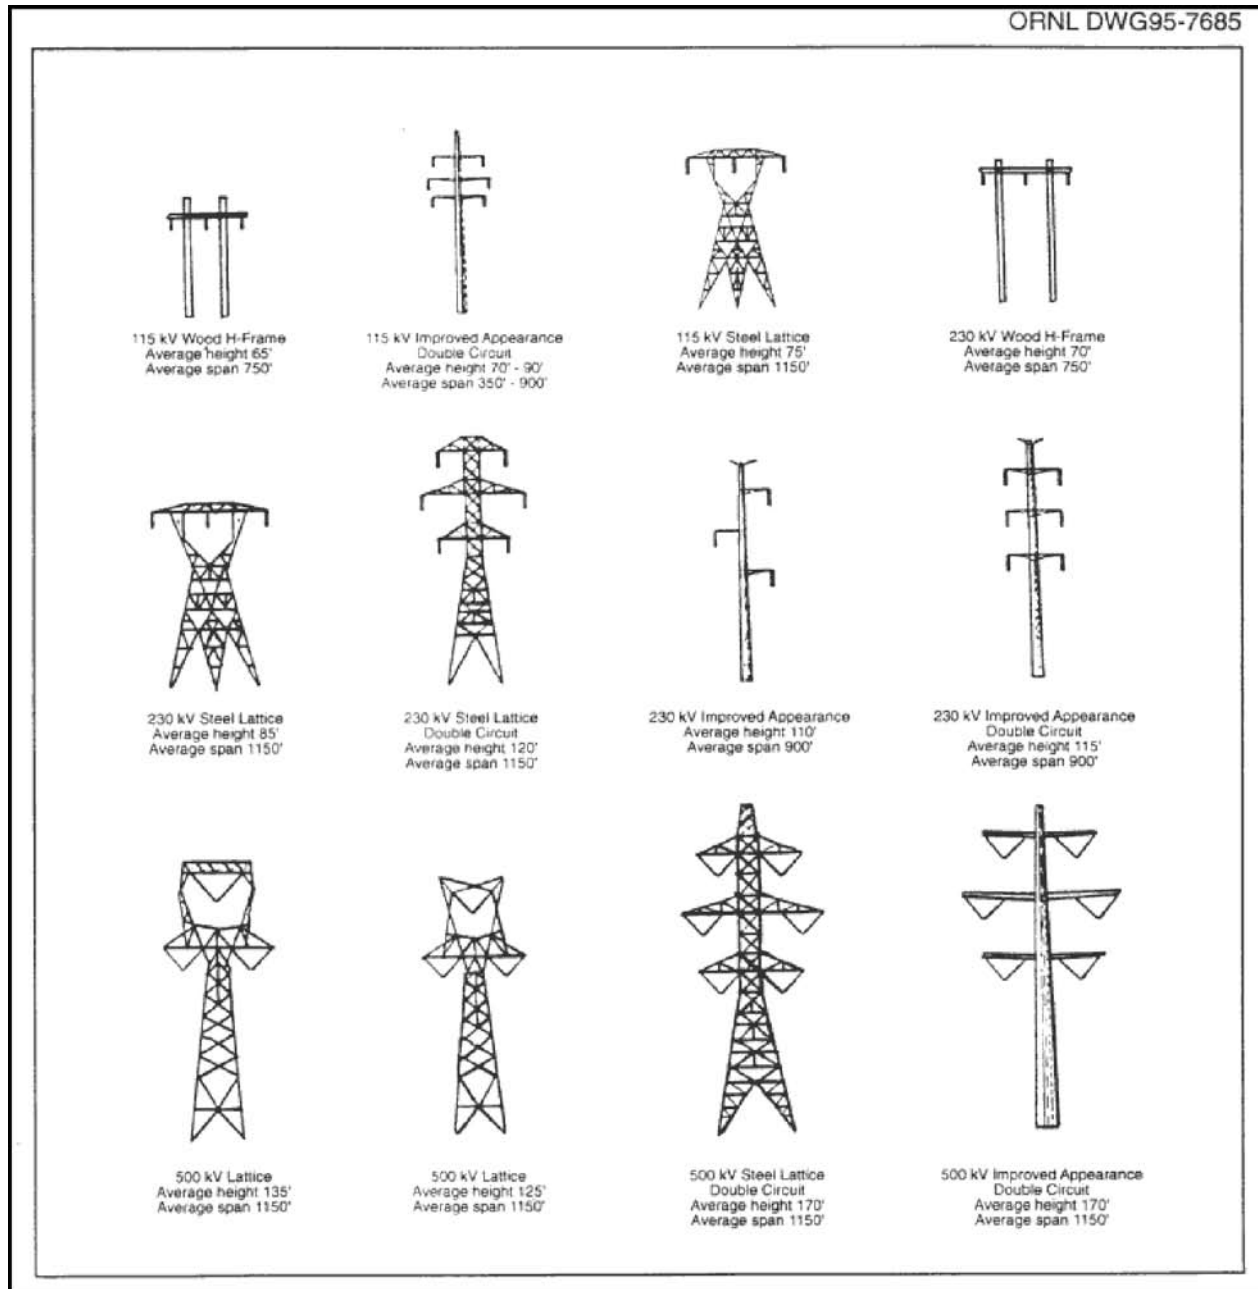 ORNL DWG95-7685
115 kV Wood H-Frame
Average height 65'
Average span 750'
115 kV Improved Appearance
Double Circuit
Average height 70' - 90'
Average span 350' - 900'
115 kV Steel Lattice
Average height 75'
Average span 1150'
230 kV Wood H-Frame
Average height 70'
Average span 750'
230 kV Steel Lattice
Average height 85'
Average span 1150'
230 kV Steel Lattice
Double Circuit
Average height 120'
Average span 1150'
230 kV Improved Appearance
Average height 110'
Average span 900'
230 kV Improved Appearance
Double Circuit
Average height 115'
Average span 900'
500 kV Lattice
Average height 135'
Average span 1150'
500 kV Lattice
Average height 125'
Average span 1150'
500 kV Steel Lattice
Double Circuit
Average height 170'
Average span 1150'
500 kV Improved Appearance
Double Circuit
Average height 170'
Average span 1150'